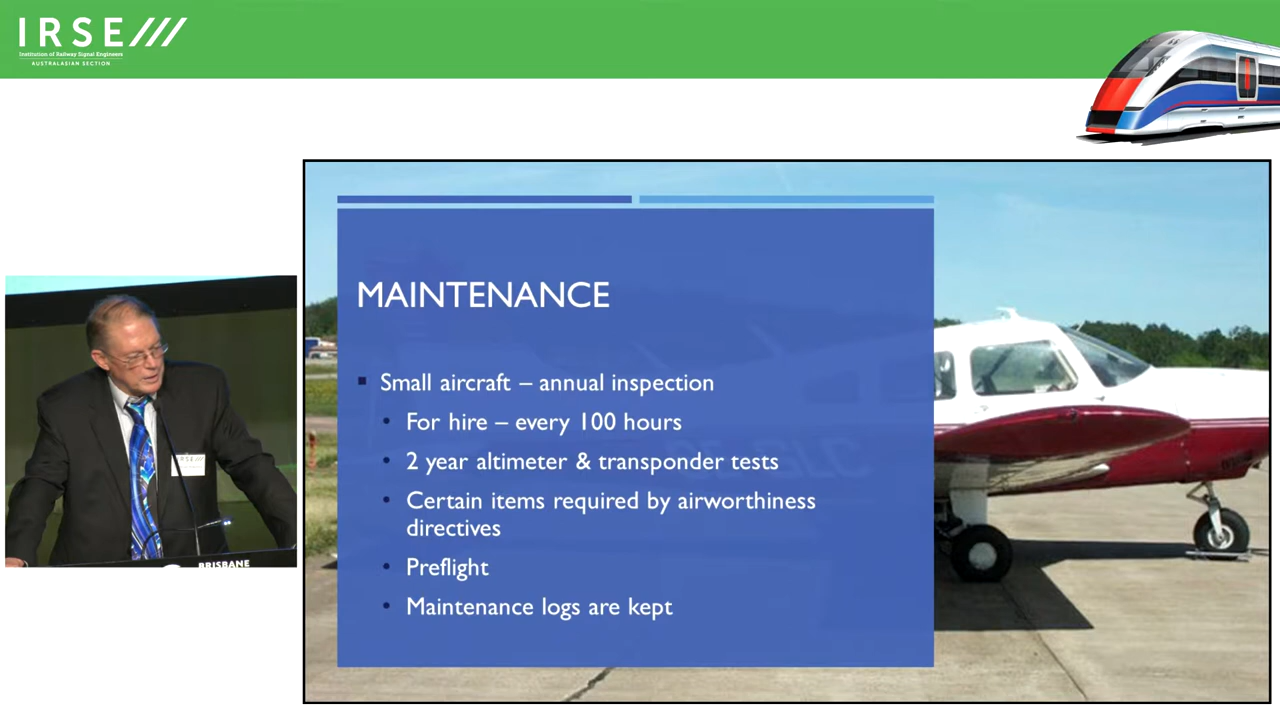 IRSE
Institution of Railway Signal Engineers
AUSTRALASIAN SECTION
MAINTENANCE
Small aircraft – annual inspection
For hire – every 100 hours
2 year altimeter & transponder tests
Certain items required by airworthiness
directives
Preflight
Maintenance logs are kept
BRISBANE